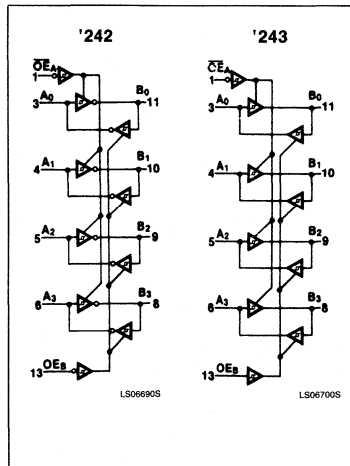 '242
OEA
1
A0
3
B0
11
A1
4
B1
10
A2
5
B2
9
A3
6
B3
8
13
OEB
LS06690S
'243
CEA
1
A0
3
B0
11
A1
4
B1
10
A2
5
B2
9
A3
6
B3
8
13
OEB
LS06700S